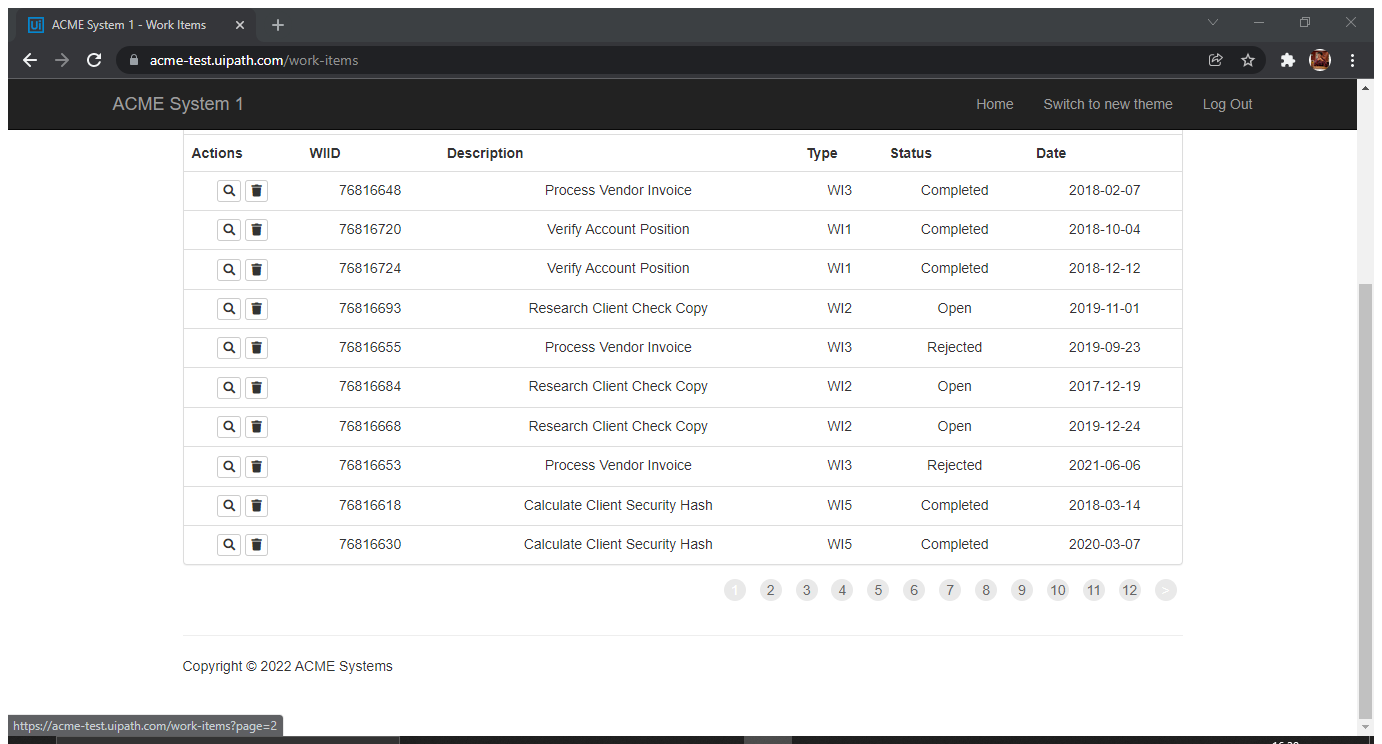 Ui ACME System 1 - Work Items
acme-test.uipath.com/work-items
ACME System 1 Home Switch to new theme Log Out
Actions WIID Description Type Status Date
76816648 Process Vendor Invoice WI3 Completed 2018-02-07
76816720 Verify Account Position WI1 Completed 2018-10-04
76816724 Verify Account Position WI1 Completed 2018-12-12
76816693 Research Client Check Copy WI2 Open 2019-11-01
76816655 Process Vendor Invoice WI3 Rejected 2019-09-23
76816684 Research Client Check Copy WI2 Open 2017-12-19
76816668 Research Client Check Copy WI2 Open 2019-12-24
76816653 Process Vendor Invoice WI3 Rejected 2021-06-06
76816618 Calculate Client Security Hash WI5 Completed 2018-03-14
76816630 Calculate Client Security Hash WI5 Completed 2020-03-07
1 2 3 4 5 6 7 8 9 10 11 12 >
Copyright © 2022 ACME Systems
https://acme-test.uipath.com/work-items?page=2